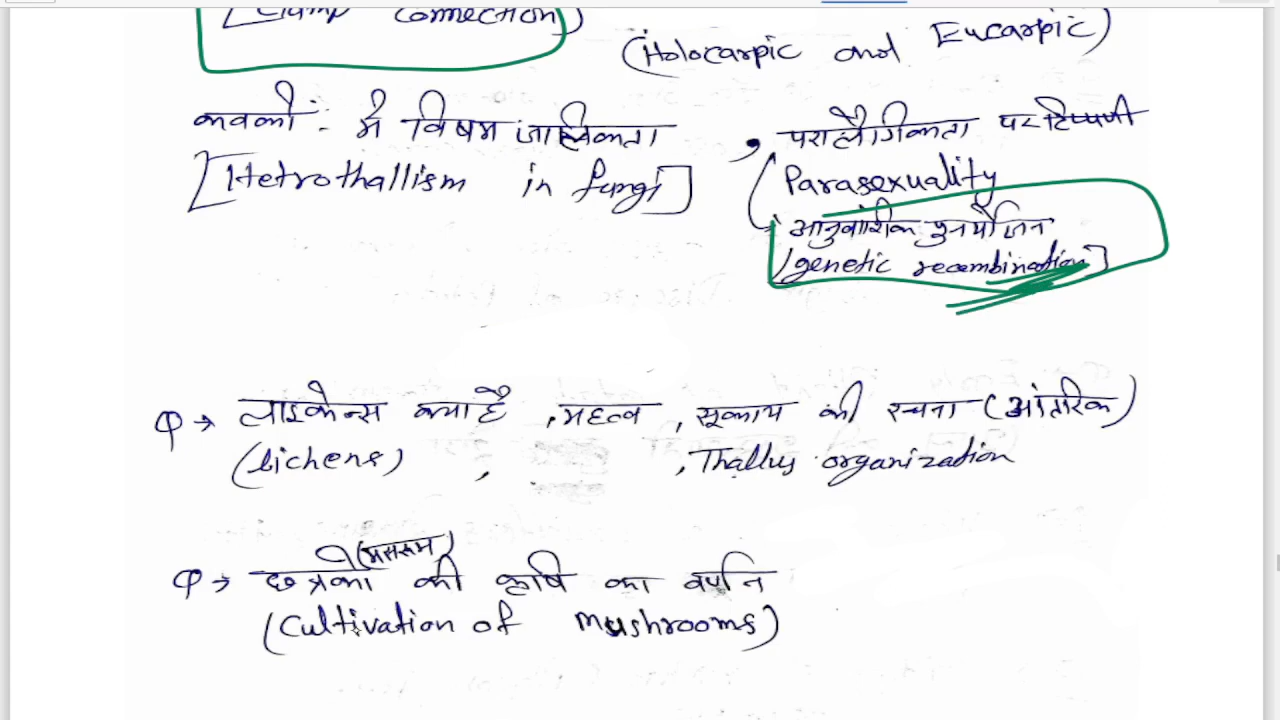 [Clamp Connection]
(Holocarpic and Eucarpic)
कवकों में विषम जालिकता
[Hetrothallism in fungi]
, परालैंगिकता पर टिप्पणी
(Parasexuality
आनुवांशिक पुनर्योजन
[genetic recombination]
Q→ लाइकेन्स क्या है , महत्व , सूकाय की रचना (आंतरिक)
(lichens) , , Thallus organization
(मशरूम)
Q→ छत्रकों की कृषि का वर्णन
(Cultivation of mushrooms)